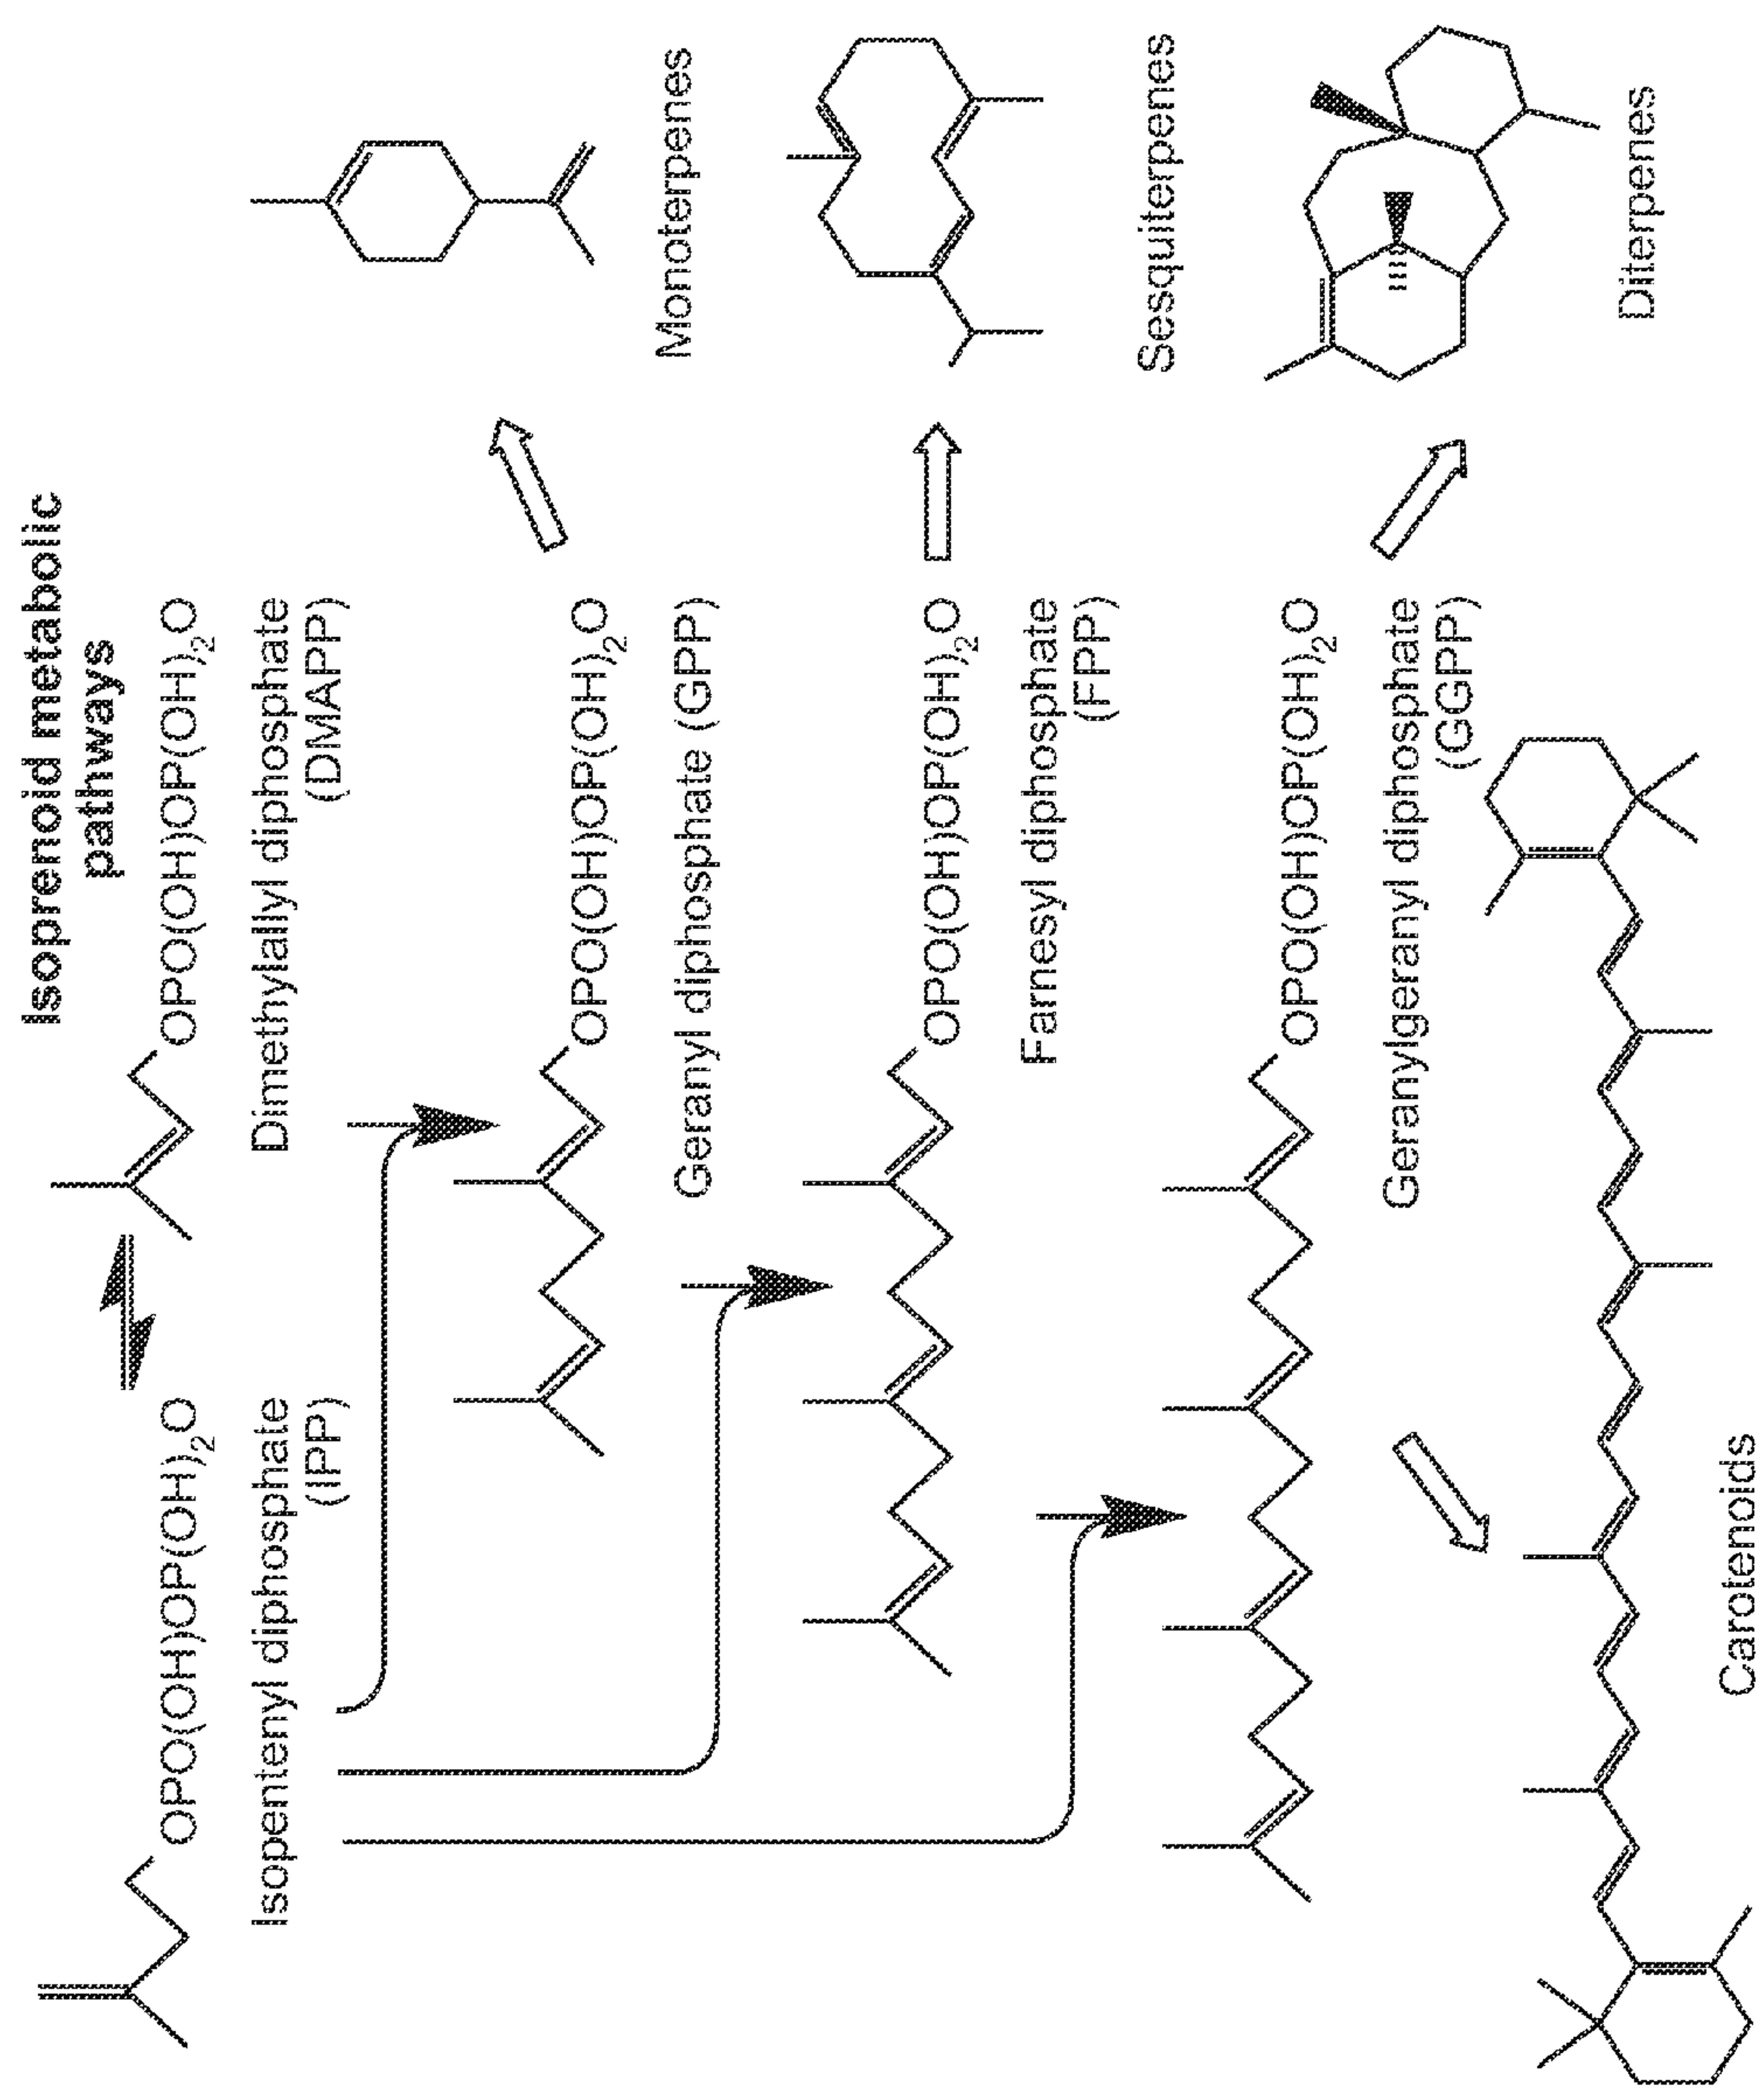 Isoprenoid metabolic
pathways
OPO(OH)OP(OH)2O
Isopentenyl diphosphate
(IPP)
OPO(OH)OP(OH)2O
Dimethylallyl diphosphate
(DMAPP)
OPO(OH)OP(OH)2O
Geranyl diphosphate (GPP)
Monoterpenes
OPO(OH)OP(OH)2O
Farnesyl diphosphate
(FPP)
Sesquiterpenes
OPO(OH)OP(OH)2O
Geranylgeranyl diphosphate
(GGPP)
Diterpenes
Carotenoids